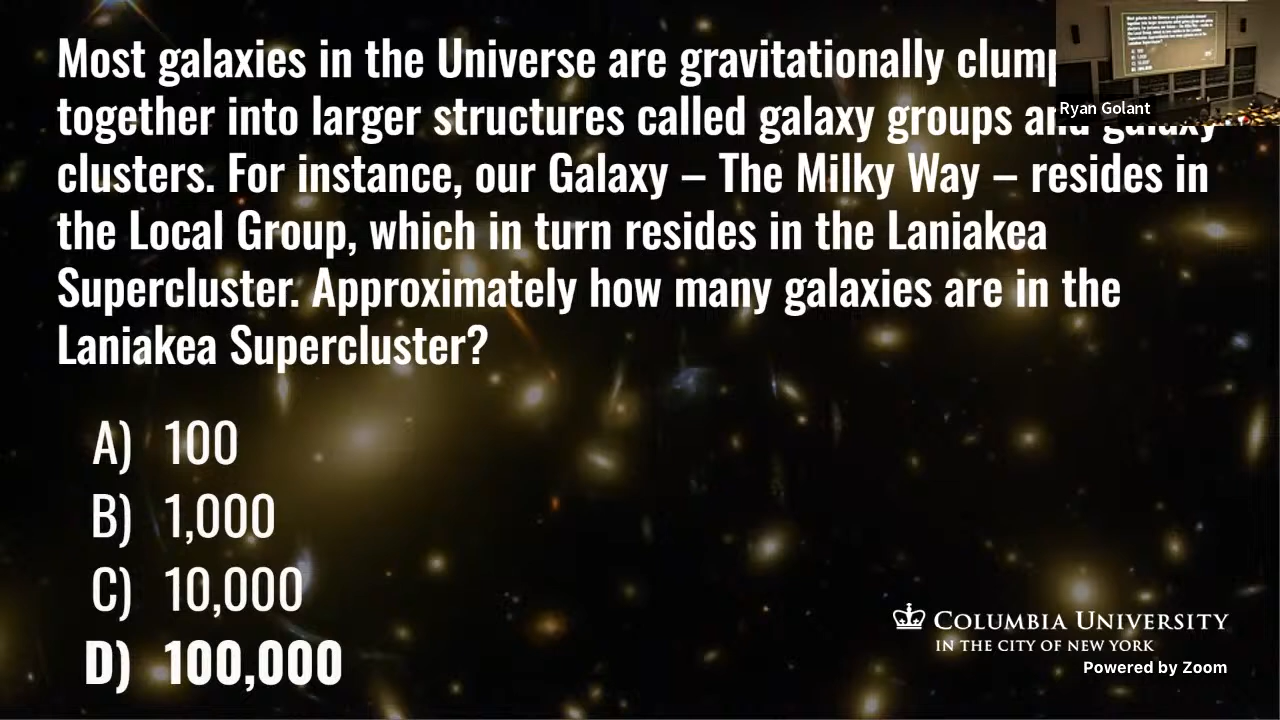 Most galaxies in the Universe are gravitationally clump
together into larger structures called galaxy groups and galaxy
clusters. For instance, our Galaxy – The Milky Way – resides in
the Local Group, which in turn resides in the Laniakea
Supercluster. Approximately how many galaxies are in the
Laniakea Supercluster?
A) 100
B) 1,000
C) 10,000
D) 100,000
Ryan Golant
COLUMBIA UNIVERSITY
IN THE CITY OF NEW YORK
Powered by Zoom